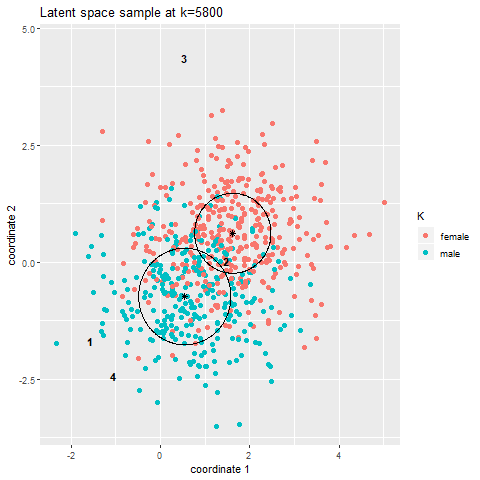 Latent space sample at k=5800
5.0
2.5
0.0
-2.5
coordinate 2
3
2
1
4
-2
0
2
4
coordinate 1
K
female
male